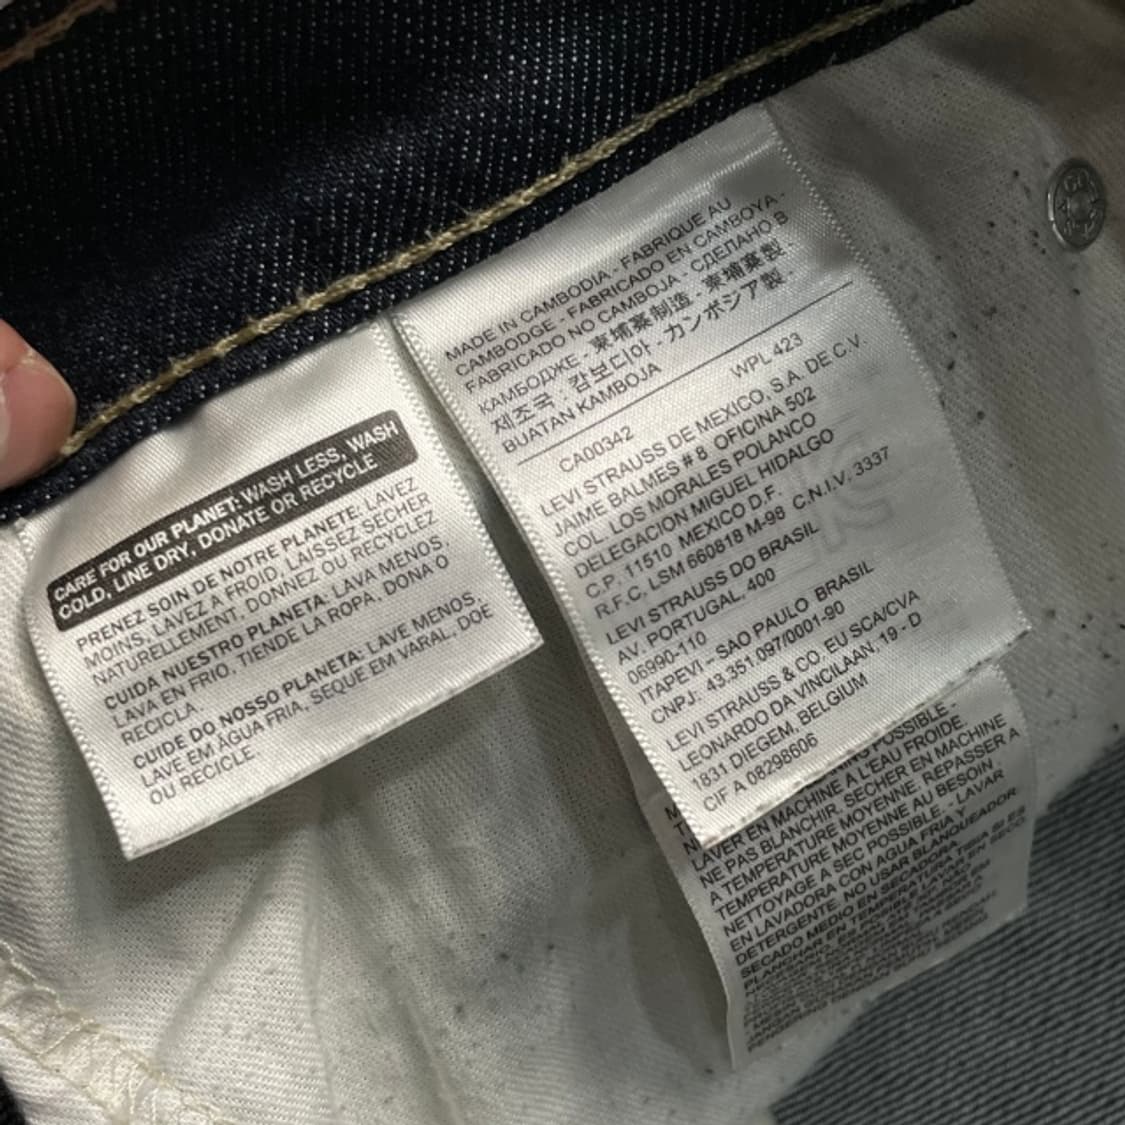 CARE FOR OUR PLANET: WASH LESS, WASH
COLD, LINE DRY, DONATE OR RECYCLE
PRENEZ SOIN DE NOTRE PLANETE: LAVEZ
MOINS, LAVEZ A FROID, LAISSEZ SECHER
NATURELLEMENT, DONNEZ OU RECYCLEZ
CUIDA NUESTRO PLANETA: LAVA MENOS,
LAVA EN FRIO, TIENDE LA ROPA, DONA O
RECICLA
CUIDE DO NOSSO PLANETA: LAVE MENOS,
LAVE EM ÁGUA FRIA, SEQUE EM VARAL, DOE
OU RECICLE
MADE IN CAMBODIA - FABRIQUE AU
CAMBODGE - FABRICADO EN CAMBOYA -
FABRICADO NO CAMBOJA - СДЕЛАНО В
КАМБОДЖЕ - 柬埔寨制造 - 柬埔寨製 -
제조국 : 캄보디아 - カンボジア製 -
BUATAN KAMBOJA
CA00342 WPL 423
LEVI STRAUSS DE MEXICO, S.A. DE C.V.
JAIME BALMES # 8 OFICINA 502
COL. LOS MORALES POLANCO
DELEGACION MIGUEL HIDALGO
C.P. 11510 MEXICO D.F.
R.F.C. LSM 660818 M-98 C.N.I.V. 3337
LEVI STRAUSS DO BRASIL
AV. PORTUGAL, 400
06990-110
ITAPEVI - SAO PAULO BRASIL
CNPJ: 43.351.097/0001-90
LEVI STRAUSS & CO. EU SCA/CVA
LEONARDO DA VINCILAAN, 19 - D
1831 DIEGEM, BELGIUM
CIF A 08298606
POSSIBLE -
LAVER EN MACHINE A L'EAU FROIDE.
NE PAS BLANCHIR, SECHER EN MACHINE
A TEMPERATURE MOYENNE. REPASSER A
TEMPERATURE MOYENNE AU BESOIN.
NETTOYAGE A SEC POSSIBLE. - LAVAR
EN LAVADORA CON AGUA FRIA Y
DETERGENTE. NO USAR BLANQUEADOR.
SECADO MEDIO EN SECADORA
PLANCHAR EN